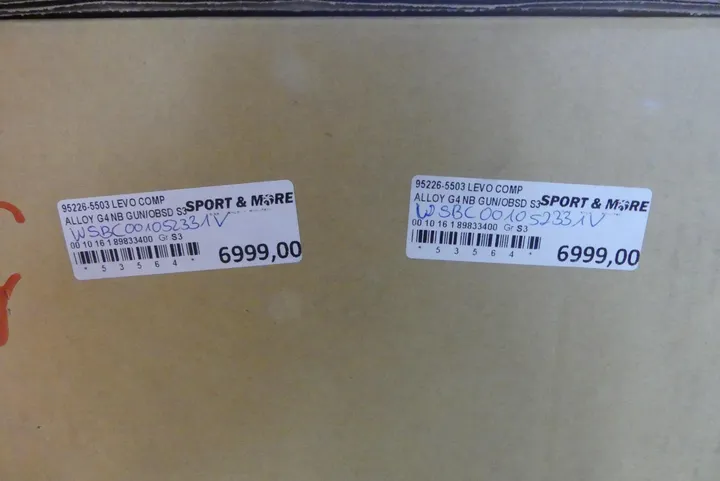 95226-5503 LEVO COMP
ALLOY G4 NB GUN/OBSD S3 SPORT & MORE
WSBC001052331V
00 10 16 1 89833400 Gr S3
* 5 3 5 6 4 *
6999,00
95226-5503 LEVO COMP
ALLOY G4 NB GUN/OBSD S3 SPORT & MORE
WSBC001052331V
00 10 16 1 89833400 Gr S3
* 5 3 5 6 4 *
6999,00